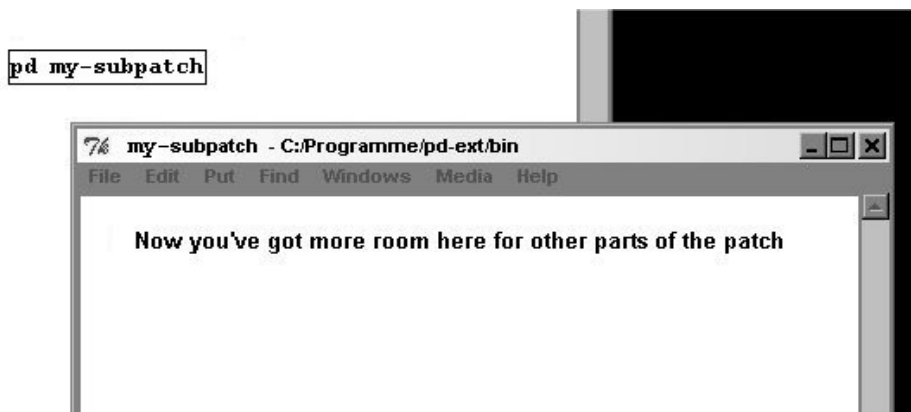 pd my-subpatch
my-subpatch - C:/Programme/pd-ext/bin
File Edit Put Find Windows Media Help
Now you've got more room here for other parts of the patch